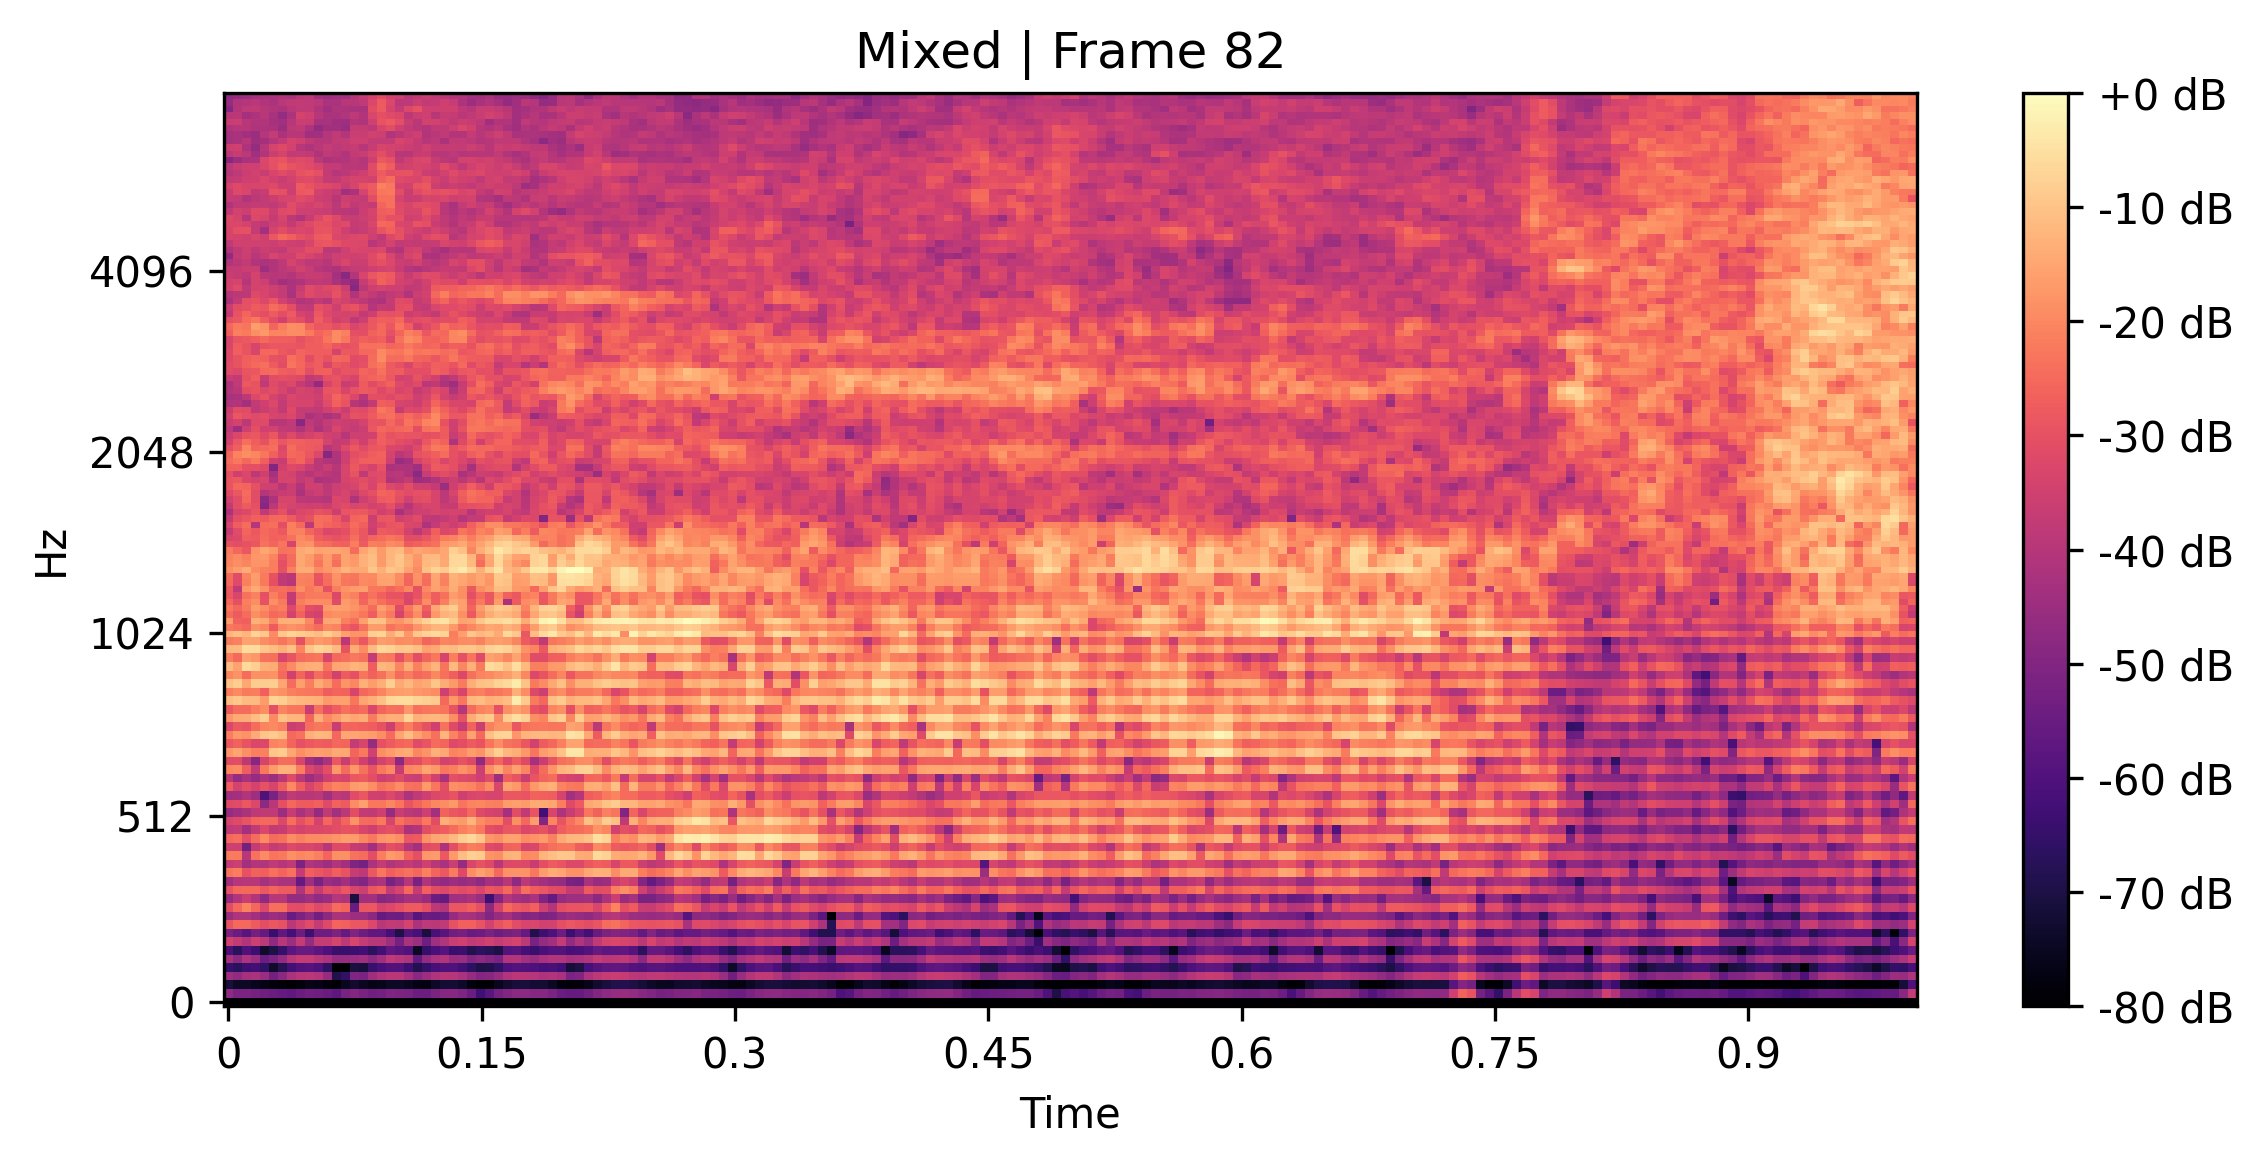 Mixed | Frame 82
+0 dB
-10 dB
-20 dB
-30 dB
-40 dB
-50 dB
-60 dB
-70 dB
-80 dB
4096
2048
1024
512
0
Hz
0 0.15 0.3 0.45 0.6 0.75 0.9
Time